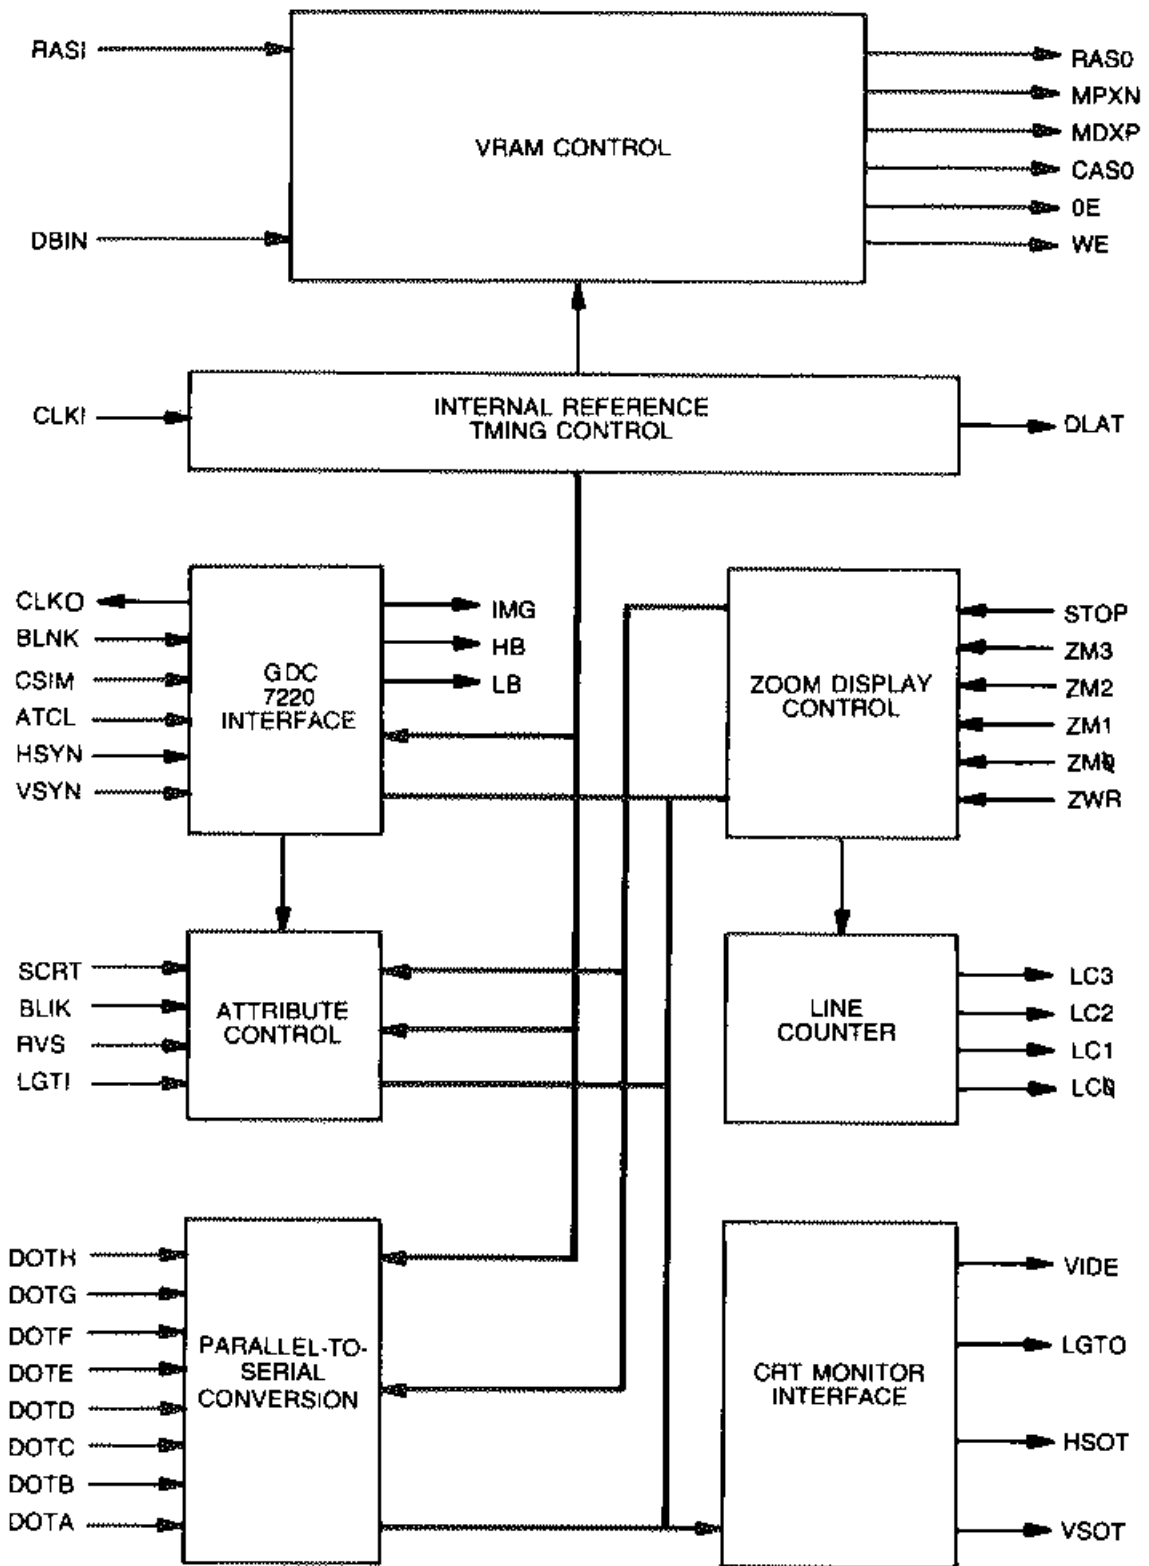 RASI
VRAM CONTROL
RAS0
MPXN
MDXP
CAS0
DBIN
0E
WE
CLKI
INTERNAL REFERENCE
TMING CONTROL
DLAT
CLKO
BLNK
CSIM
ATCL
HSYN
VSYN
GDC
7220
INTERFACE
IMG
HB
LB
ZOOM DISPLAY
CONTROL
STOP
ZM3
ZM2
ZM1
ZM0
ZWR
SCRT
BLIK
RVS
LGTI
ATTRIBUTE
CONTROL
LINE
COUNTER
LC3
LC2
LC1
LC0
DOTH
DOTG
DOTF
DOTE
DOTD
DOTC
DOTB
DOTA
PARALLEL-TO-
SERIAL
CONVERSION
CRT MONITOR
INTERFACE
VIDE
LGTO
HSOT
VSOT